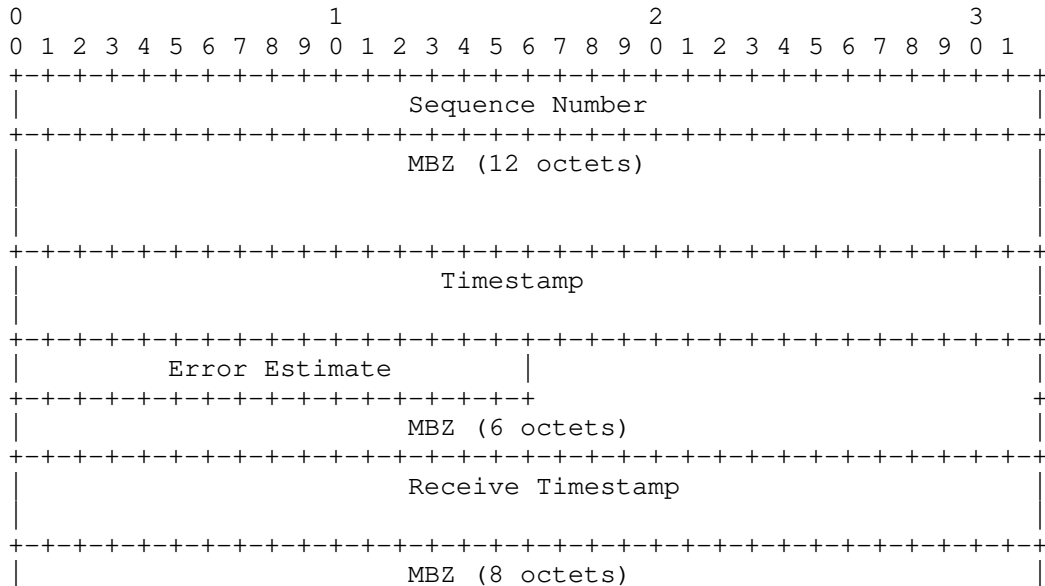 0                   1                   2                   3
0 1 2 3 4 5 6 7 8 9 0 1 2 3 4 5 6 7 8 9 0 1 2 3 4 5 6 7 8 9 0 1
+-+-+-+-+-+-+-+-+-+-+-+-+-+-+-+-+-+-+-+-+-+-+-+-+-+-+-+-+-+-+-+-+
|                        Sequence Number                        |
+-+-+-+-+-+-+-+-+-+-+-+-+-+-+-+-+-+-+-+-+-+-+-+-+-+-+-+-+-+-+-+-+
|                        MBZ (12 octets)                        |
|                                                               |
|                                                               |
+-+-+-+-+-+-+-+-+-+-+-+-+-+-+-+-+-+-+-+-+-+-+-+-+-+-+-+-+-+-+-+-+
|                          Timestamp                            |
|                                                               |
+-+-+-+-+-+-+-+-+-+-+-+-+-+-+-+-+-+-+-+-+-+-+-+-+-+-+-+-+-+-+-+-+
|         Error Estimate        |                               |
+-+-+-+-+-+-+-+-+-+-+-+-+-+-+-+-+                               +
|                        MBZ (6 octets)                         |
+-+-+-+-+-+-+-+-+-+-+-+-+-+-+-+-+-+-+-+-+-+-+-+-+-+-+-+-+-+-+-+-+
|                        Receive Timestamp                      |
|                                                               |
+-+-+-+-+-+-+-+-+-+-+-+-+-+-+-+-+-+-+-+-+-+-+-+-+-+-+-+-+-+-+-+-+
|                        MBZ (8 octets)                         |